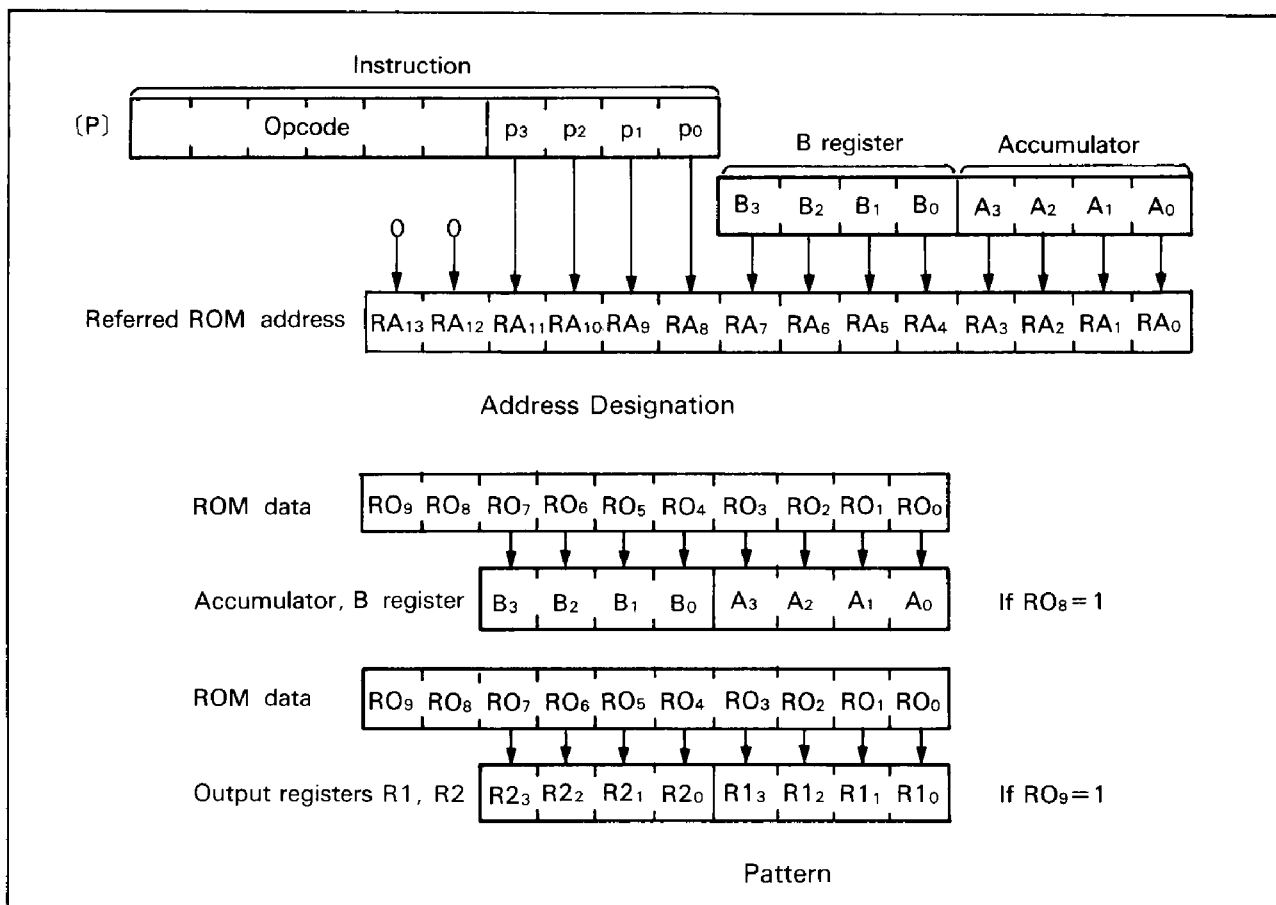 Instruction
[P] Opcode p3 p2 p1 p0
B register Accumulator
B3 B2 B1 B0 A3 A2 A1 A0
0 0
Referred ROM address RA13 RA12 RA11 RA10 RA9 RA8 RA7 RA6 RA5 RA4 RA3 RA2 RA1 RA0
Address Designation
ROM data RO9 RO8 RO7 RO6 RO5 RO4 RO3 RO2 RO1 RO0
Accumulator, B register B3 B2 B1 B0 A3 A2 A1 A0 If RO8=1
ROM data RO9 RO8 RO7 RO6 RO5 RO4 RO3 RO2 RO1 RO0
Output registers R1, R2 R23 R22 R21 R20 R13 R12 R11 R10 If RO9=1
Pattern